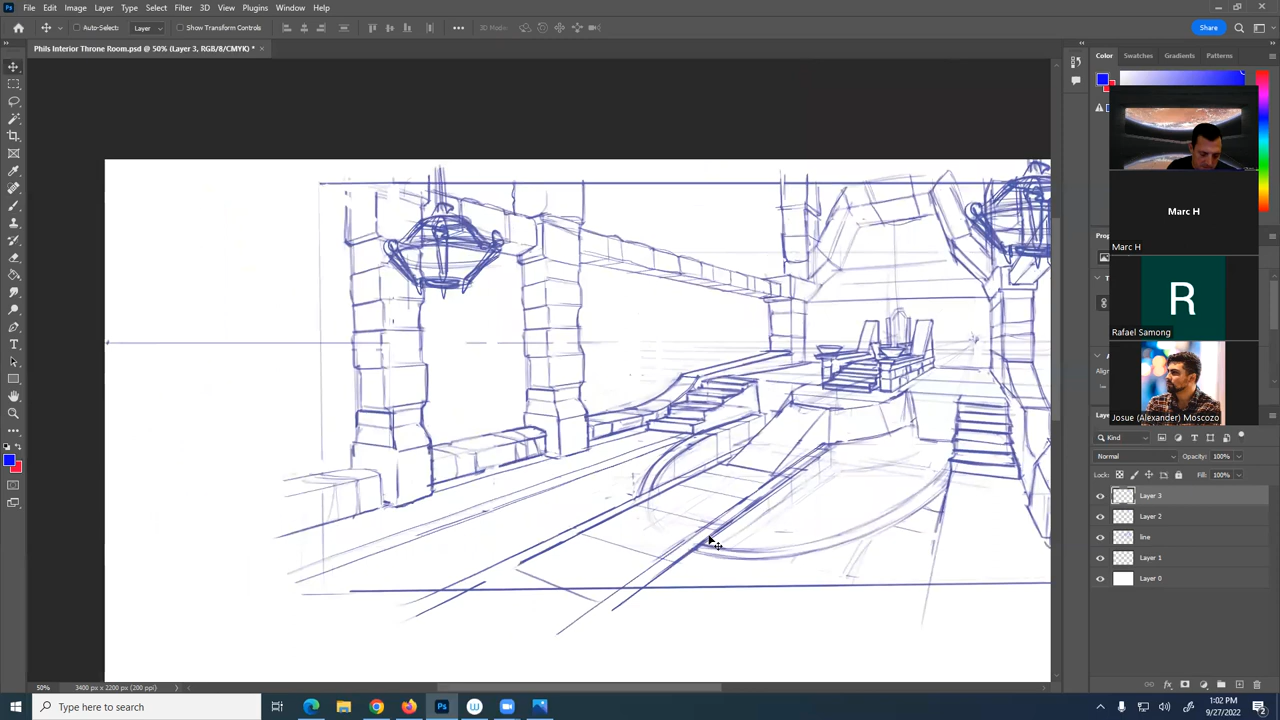 File Edit Image Layer Type Select Filter 3D View Plugins Window Help
Auto-Select: Layer Show Transform Controls 3D Mode: Share
Phils Interior Throne Room.psd @ 50% (Layer 3, RGB/8/CMYK) *
Color Swatches Gradients Patterns
Marc H
Marc H
R
Rafael Samong
Josue (Alexander) Moscozo
Kind
Normal Opacity: 100%
Lock: Fill: 100%
Layer 3
Layer 2
line
Layer 1
Layer 0
50% 3400 px x 2200 px (200 ppi)
Type here to search
1:02 PM
9/27/2022